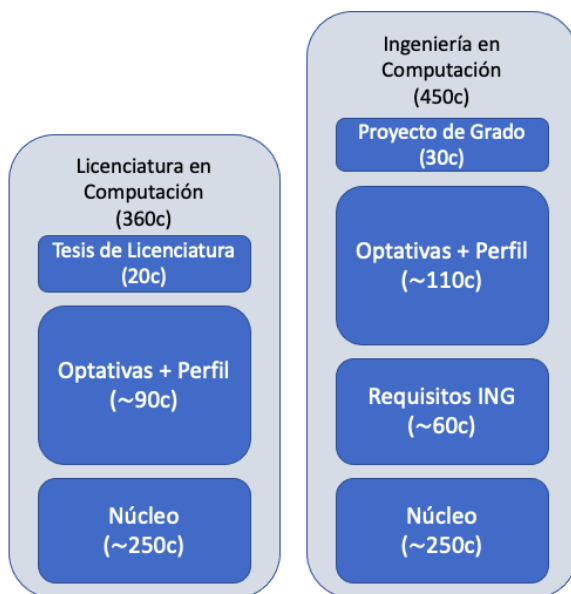 Licenciatura en
Computación
(360c)
Tesis de Licenciatura
(20c)
Optativas + Perfil
(~90c)
Núcleo
(~250c)
Ingeniería en
Computación
(450c)
Proyecto de Grado
(30c)
Optativas + Perfil
(~110c)
Requisitos ING
(~60c)
Núcleo
(~250c)